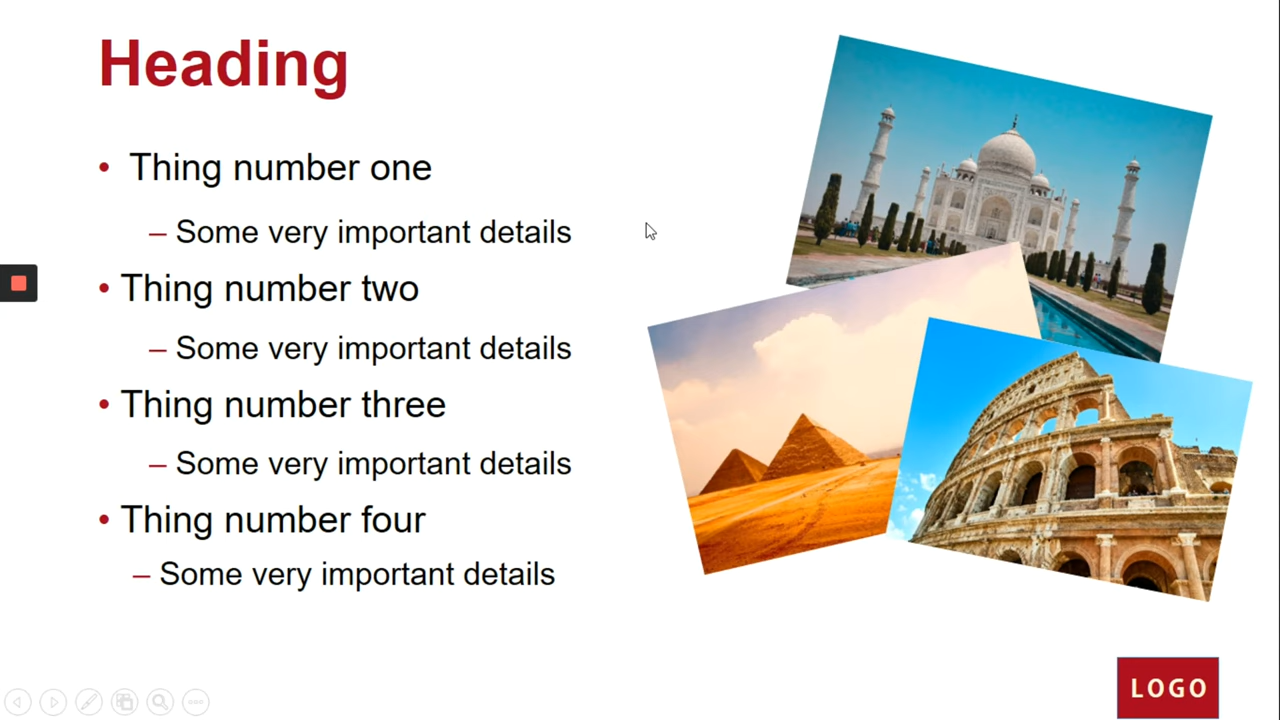 Heading
• Thing number one
– Some very important details
• Thing number two
– Some very important details
• Thing number three
– Some very important details
• Thing number four
– Some very important details
LOGO